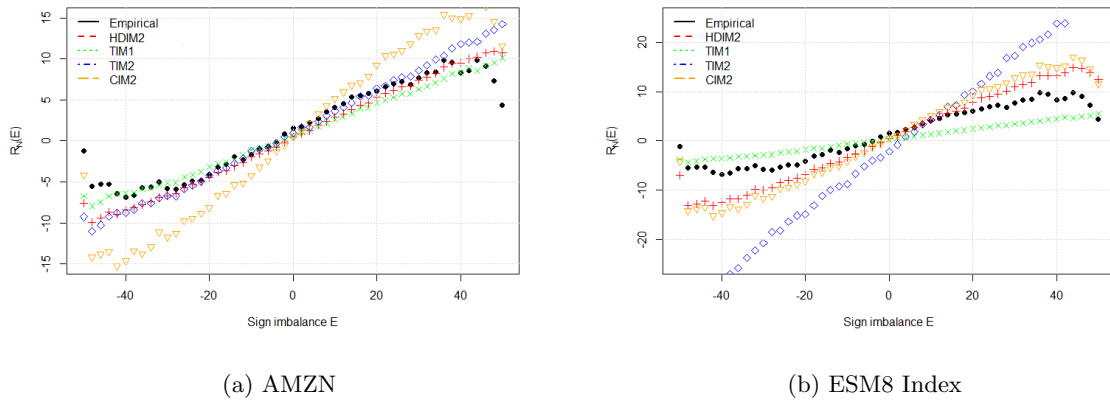 Empirical
HDIM2
TIM1
TIM2
CIM2
R_N(E)
15
10
5
0
-5
-10
-15
-40
-20
0
20
40
Sign imbalance E
(a) AMZN
Empirical
HDIM2
TIM1
TIM2
CIM2
R_N(E)
20
10
0
-10
-20
-40
-20
0
20
40
Sign imbalance E
(b) ESM8 Index